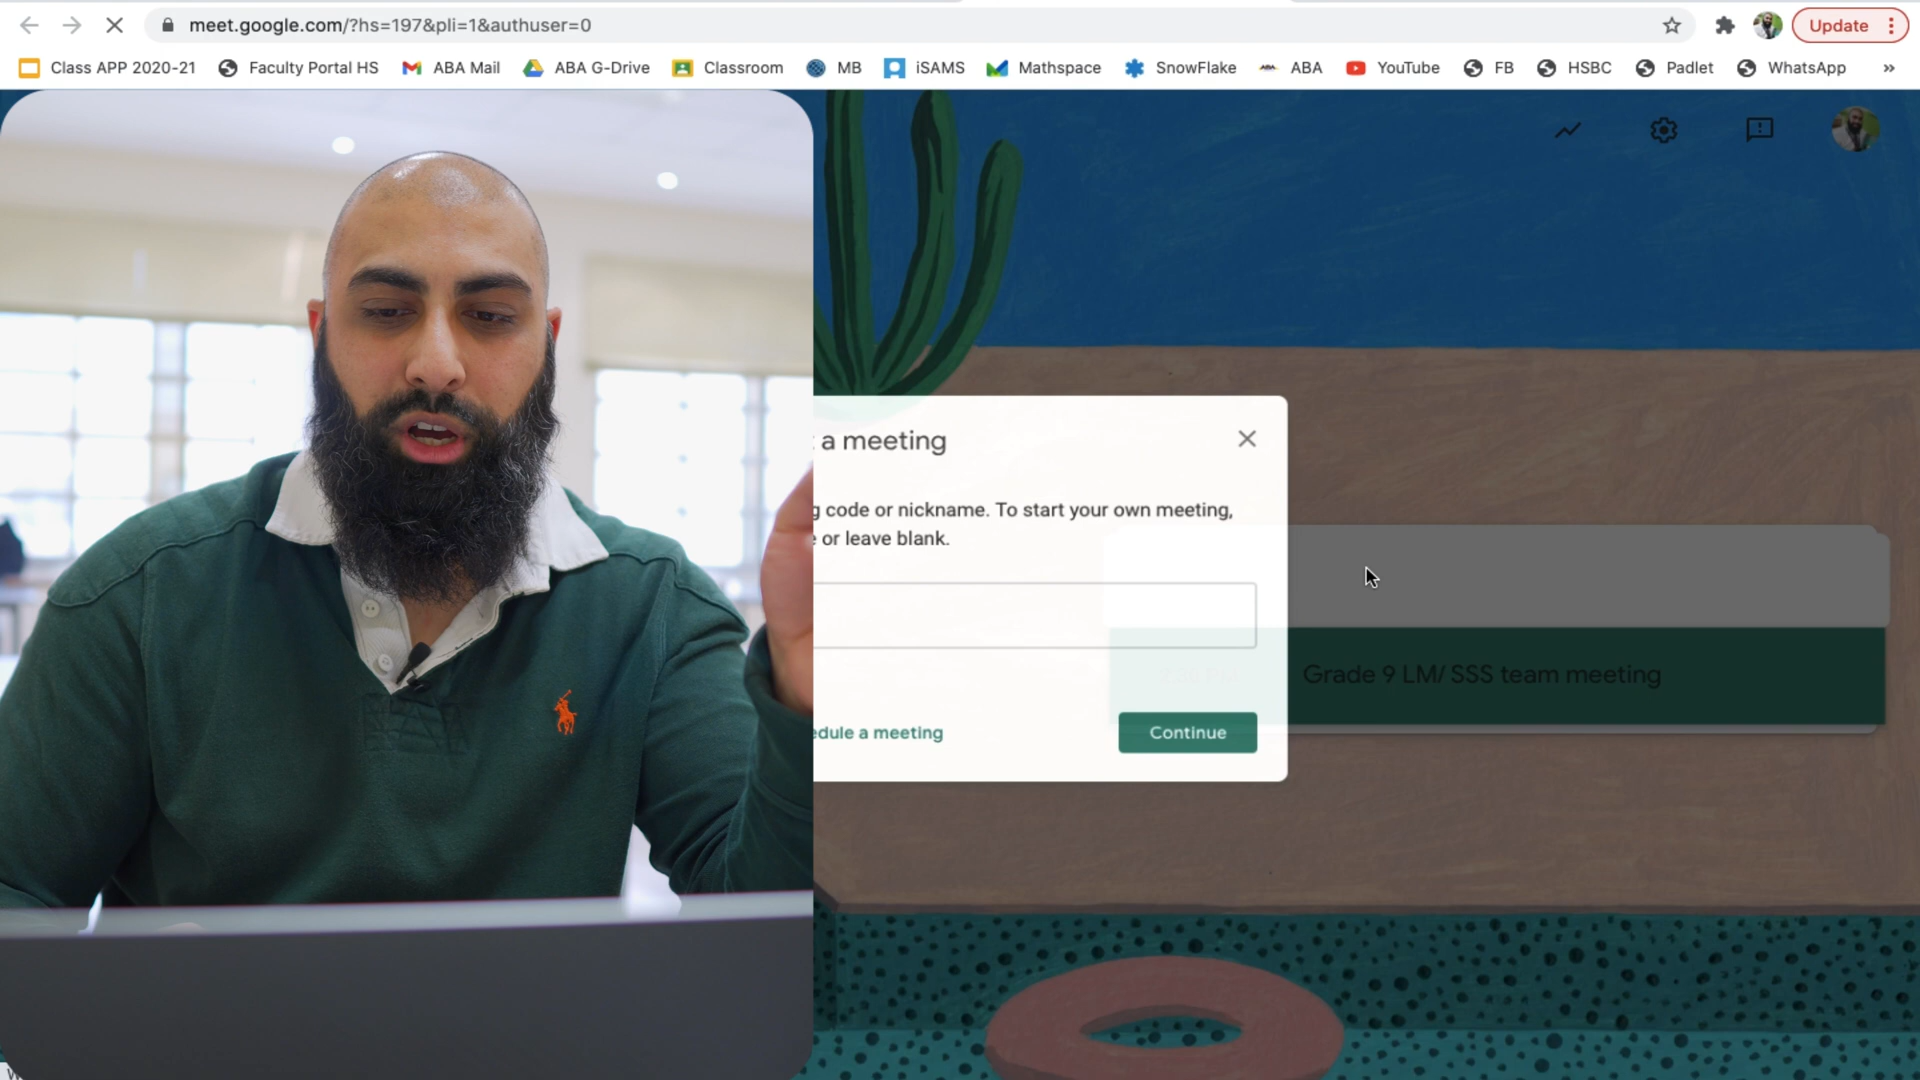 meet.google.com/?hs=197&pli=1&authuser=0
Update
Class APP 2020-21 Faculty Portal HS ABA Mail ABA G-Drive Classroom MB iSAMS Mathspace SnowFlake ABA YouTube FB HSBC Padlet WhatsApp »
a meeting
g code or nickname. To start your own meeting,
e or leave blank.
Grade 9 LM/ SSS team meeting
edule a meeting
Continue